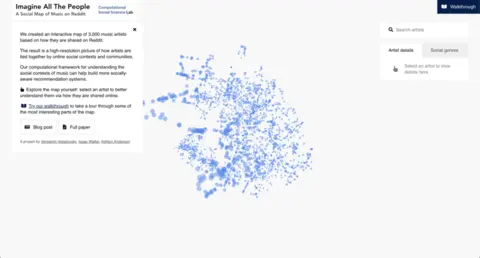 Imagine All The People
A Social Map of Music on Reddit.
Computational
Social Science Lab
Walkthrough
We created an interactive map of 3,000 musical artists
based on how they are shared on Reddit.
The result is a high-resolution picture of how artists are
tied together by online social contexts and communities.
Our computational framework for understanding the
social contexts of music can help build more socially-
aware recommendation systems.
Explore the map yourself: select an artist to better
understand them via how they are shared online.
Try our walkthrough to take a tour through some of
the most interesting parts of the map.
Blog post
Full paper
A project by
Ashton Anderson
Search artists
Artist details
Social genres
Select an artist to view
details here.